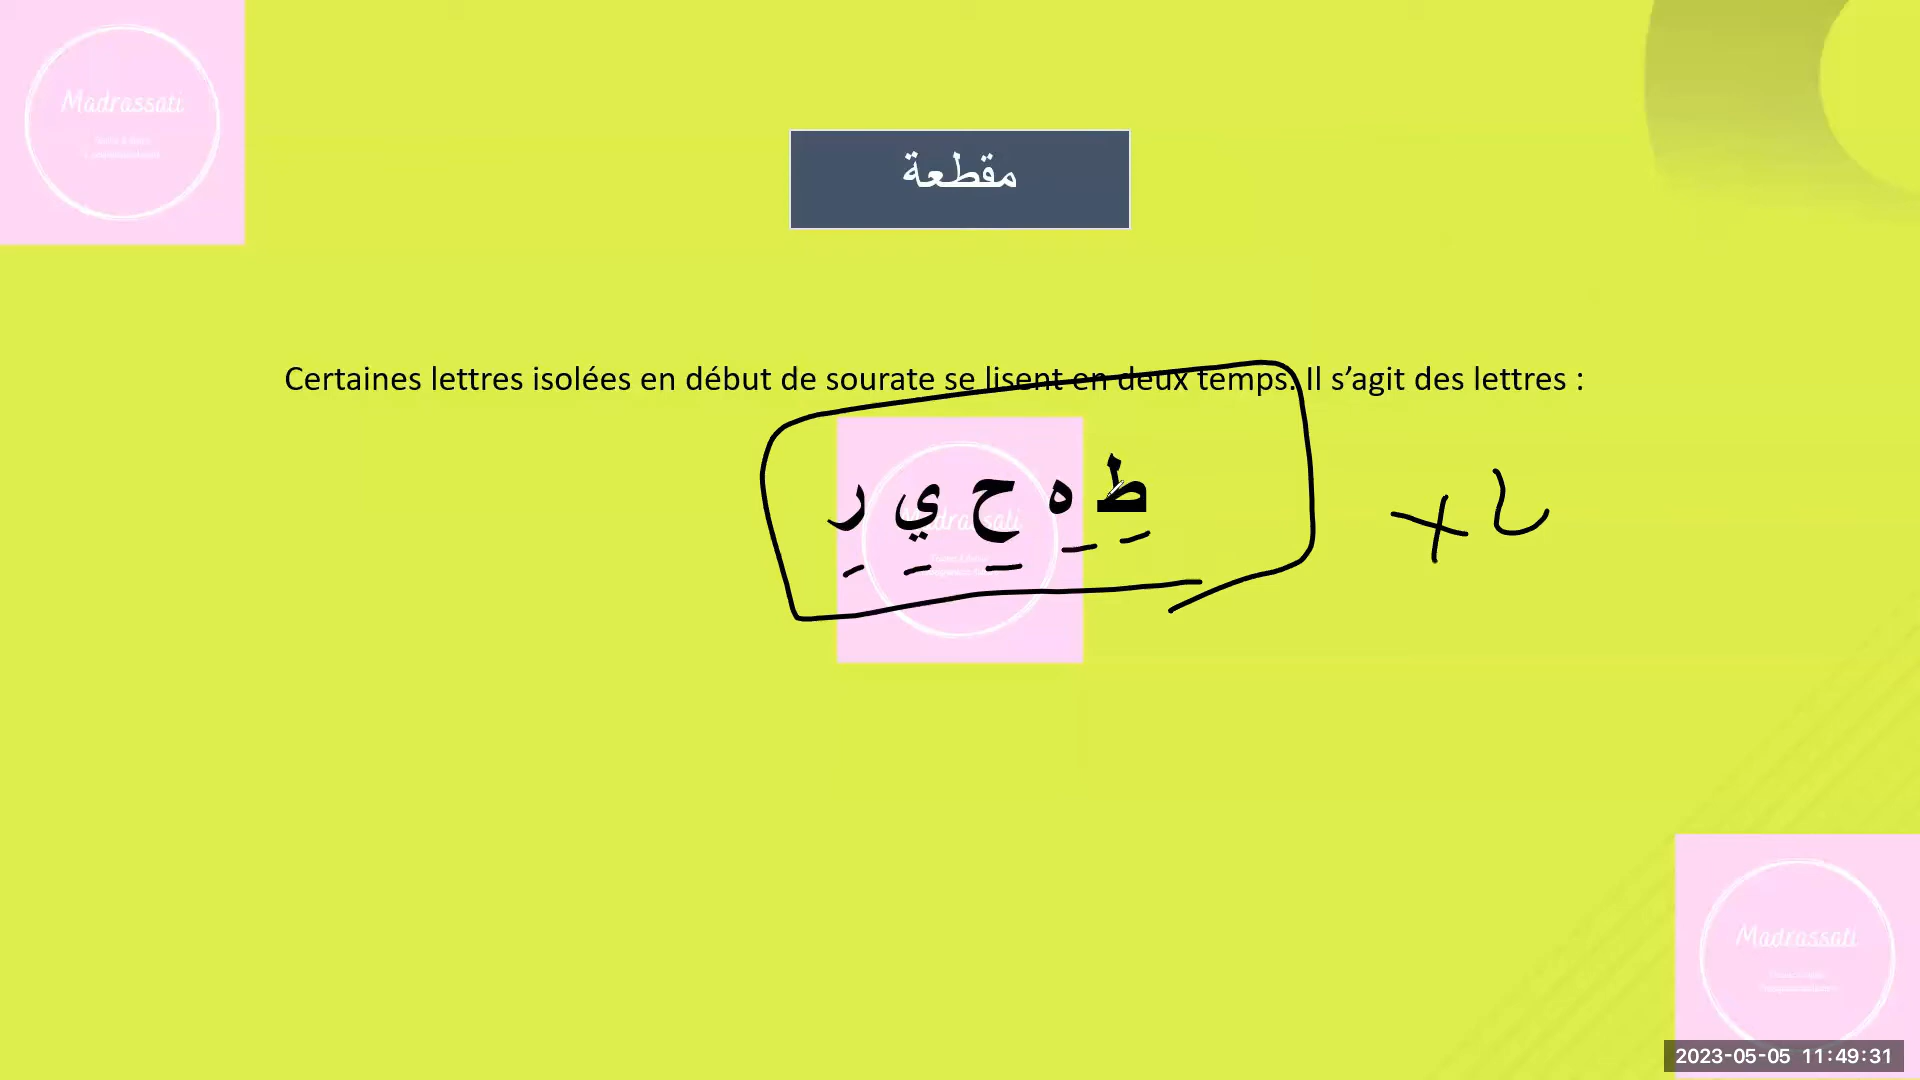 Madrassati
مقطعة
Certaines lettres isolées en début de sourate se lisent en deux temps. Il s’agit des lettres :
ط ه ح ي ر
Madrassati
2023-05-05 11:49:31